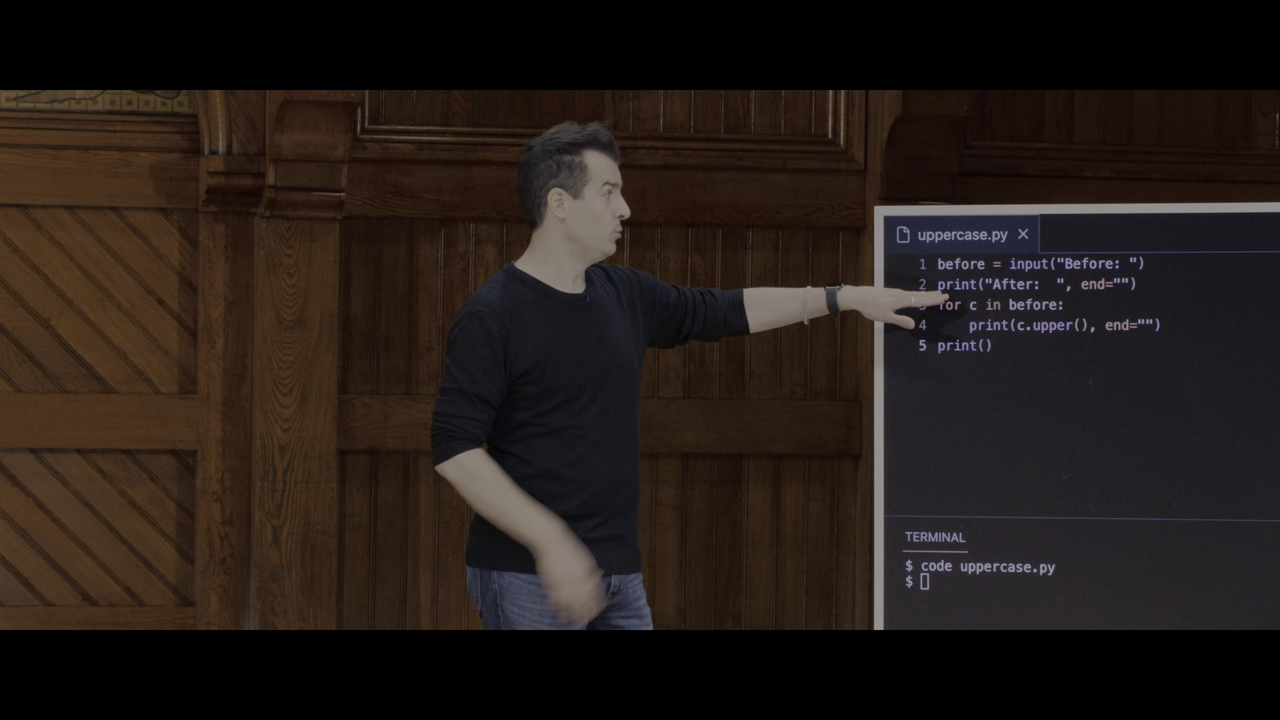 uppercase.py
1 before = input("Before: ")
2 print("After:  ", end="")
3 for c in before:
4     print(c.upper(), end="")
5 print()
TERMINAL
$ code uppercase.py
$